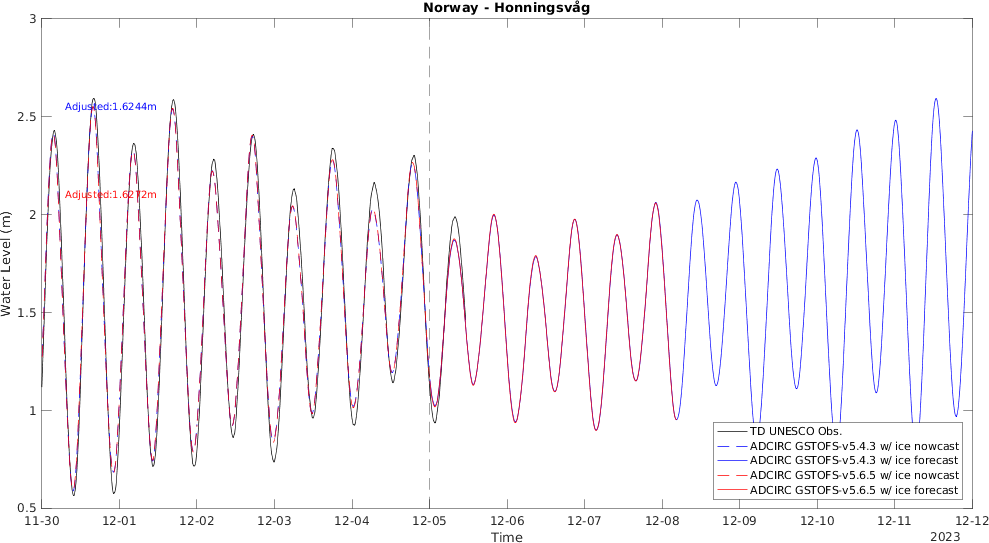 Norway - Honningsvåg
3
2.5
2
1.5
1
0.5
Water Level (m)
Adjusted:1.6244m
Adjusted:1.6272m
TD UNESCO Obs.
ADCIRC GSTOFS-v5.4.3 w/ ice nowcast
ADCIRC GSTOFS-v5.4.3 w/ ice forecast
ADCIRC GSTOFS-v5.6.5 w/ ice nowcast
ADCIRC GSTOFS-v5.6.5 w/ ice forecast
11-30 12-01 12-02 12-03 12-04 12-05 12-06 12-07 12-08 12-09 12-10 12-11 12-12
Time
2023